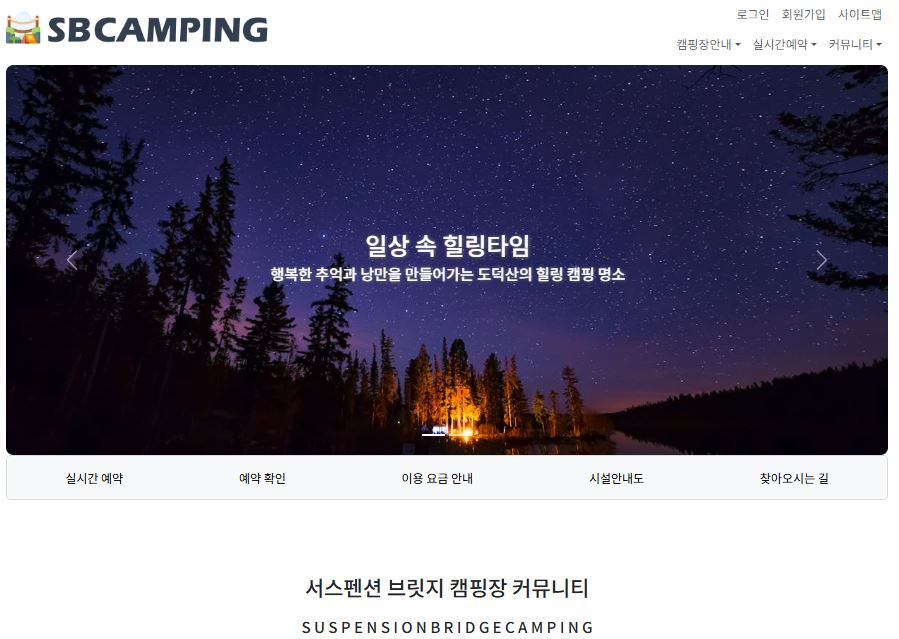 SBCAMPING
로그인 회원가입 사이트맵
캠핑장안내 실시간예약 커뮤니티
일상 속 힐링타임
행복한 추억과 낭만을 만들어가는 도덕산의 힐링 캠핑 명소
실시간 예약 예약 확인 이용 요금 안내 시설안내도 찾아오시는 길
서스펜션 브릿지 캠핑장 커뮤니티
SUSPENSIONBRIDGECAMPING